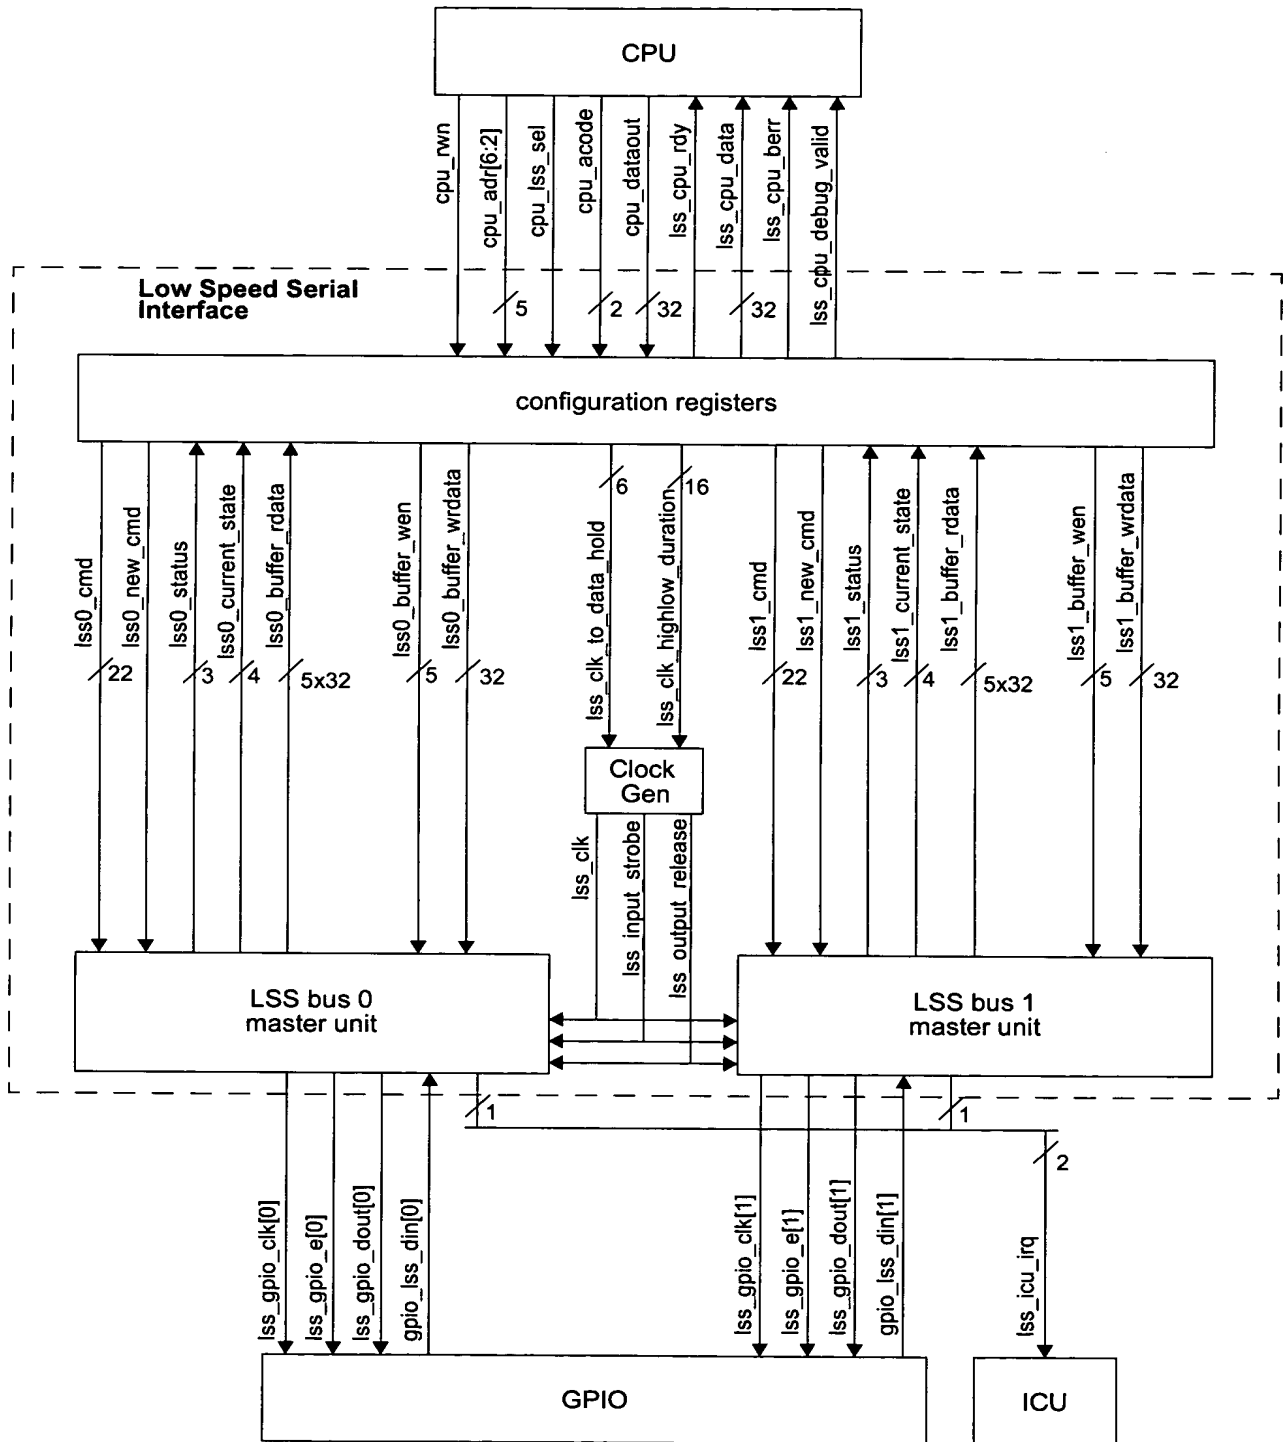 CPU
cpu_rwn
cpu_adr[6:2]
cpu_lss_sel
cpu_acode
cpu_dataout
lss_cpu_rdy
lss_cpu_data
lss_cpu_berr
lss_cpu_debug_valid
Low Speed Serial
Interface
5
2
32
32
configuration registers
lss0_cmd
lss0_new_cmd
lss0_status
lss0_current_state
lss0_buffer_rdata
lss0_buffer_wen
lss0_buffer_wrdata
lss_clk_to_data_hold
lss_clk_highlow_duration
lss1_cmd
lss1_new_cmd
lss1_status
lss1_current_state
lss1_buffer_rdata
lss1_buffer_wen
lss1_buffer_wrdata
6
16
22
3
4
5x32
5
32
22
3
4
5x32
5
32
Clock
Gen
lss_clk
lss_input_strobe
lss_output_release
LSS bus 0
master unit
LSS bus 1
master unit
1
1
2
lss_gpio_clk[0]
lss_gpio_e[0]
lss_gpio_dout[0]
gpio_lss_din[0]
lss_gpio_clk[1]
lss_gpio_e[1]
lss_gpio_dout[1]
gpio_lss_din[1]
lss_icu_irq
GPIO
ICU